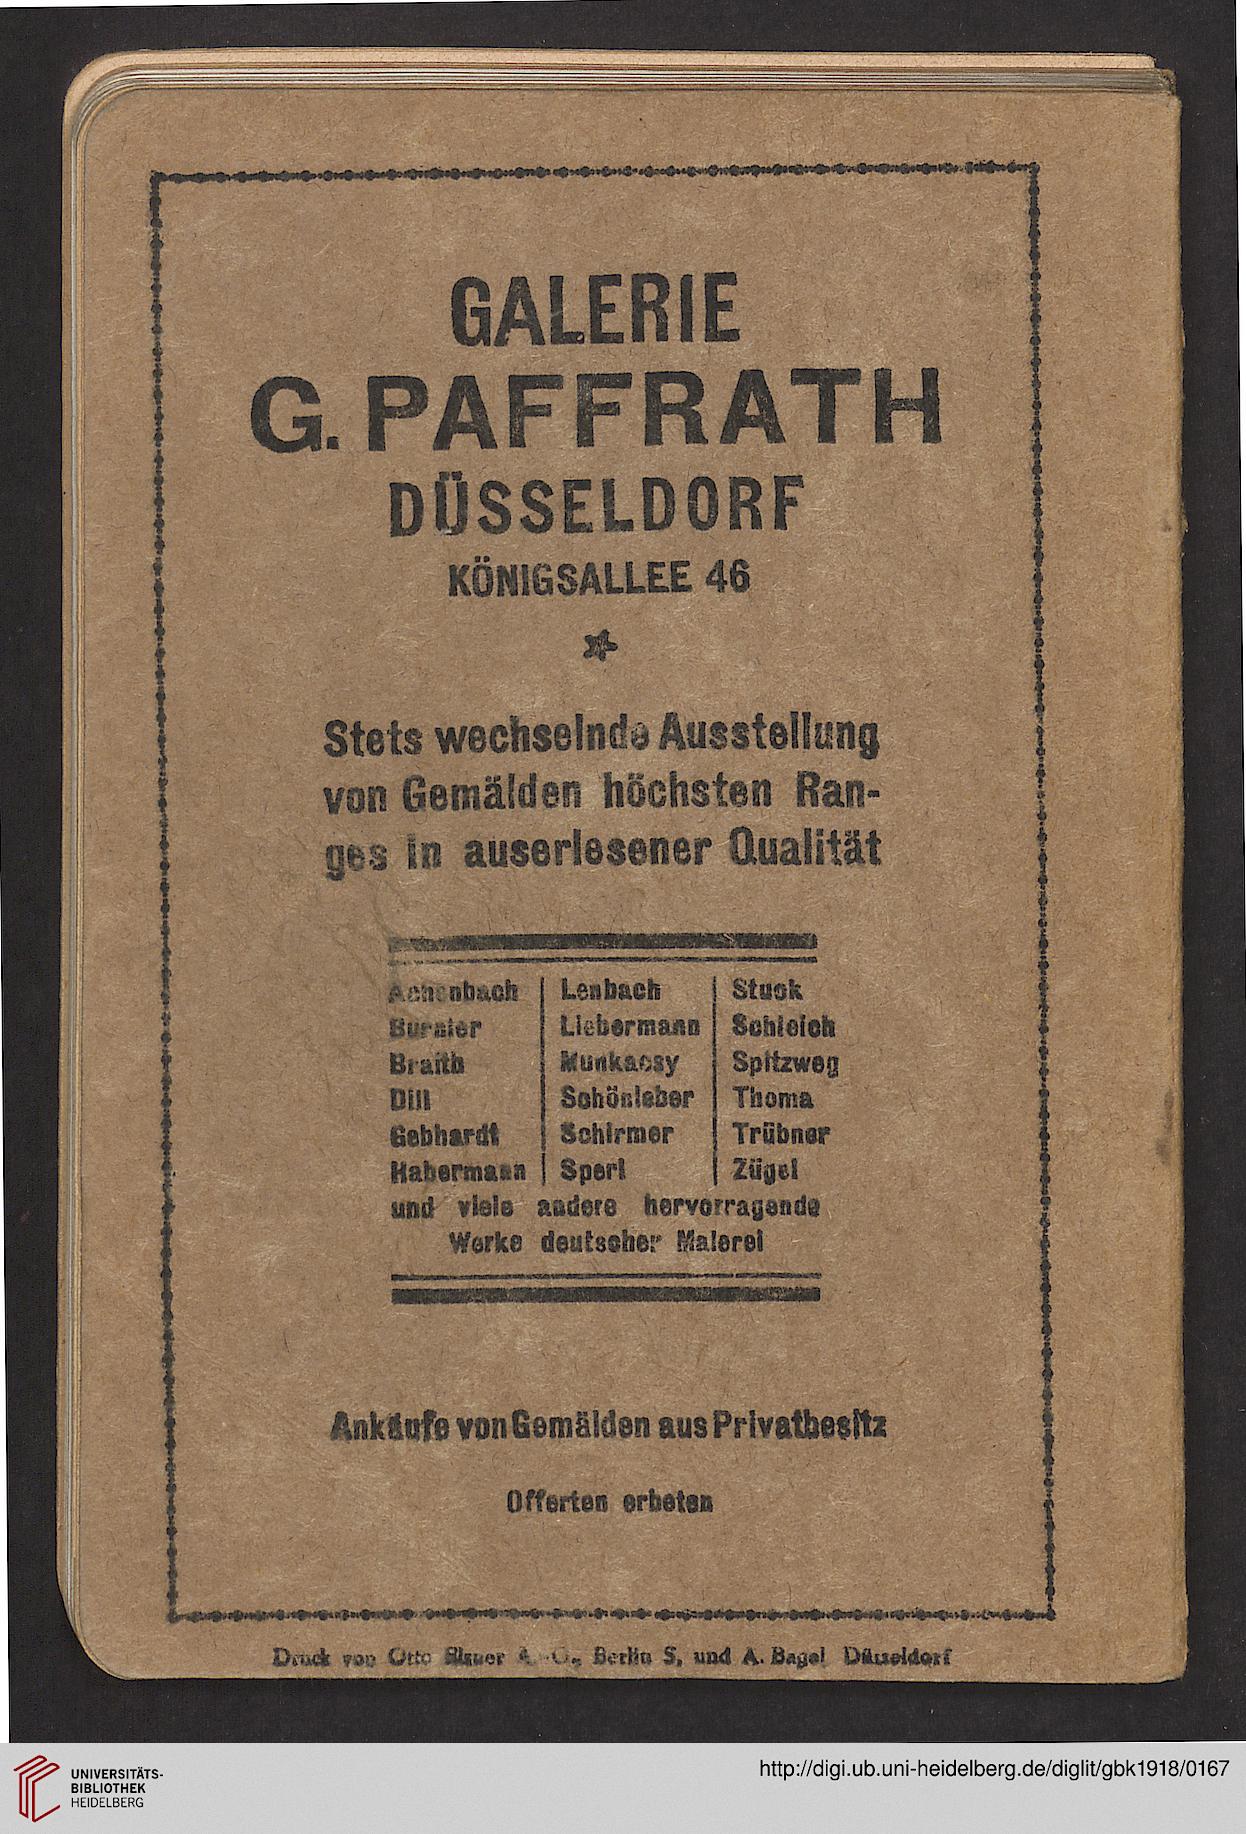 GALERIE
G. PAFFRATH
DÜSSELDORF
KÖNIGSALLEE 46
Stets wechselnde Ausstellung
von Gemälden höchsten Ran-
ges in auserlesener Qualität
Achenbach | Lenbach | Stuck
Burnier | Liebermann | Schleich
Braith | Munkacsy | Spitzweg
Dill | Schönleber | Thoma
Gebhardt | Schirmer | Trübner
Habermann | Sperl | Zügel
und viele andere hervorragende
Werke deutscher Malerei
Ankäufe von Gemälden aus Privatbesitz
Offerten erbeten
Druck von Otto Elsner A.-G., Berlin S, und A. Bagel Düsseldorf
UNIVERSITÄTS-
BIBLIOTHEK
HEIDELBERG
http://digi.ub.uni-heidelberg.de/diglit/gbk1918/0167